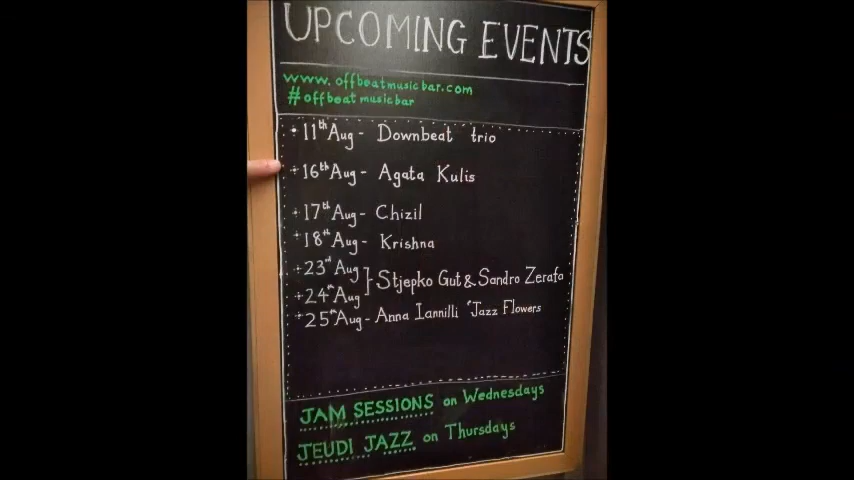 UPCOMING EVENTS
www.offbeatmusicbar.com
#offbeatmusicbar
+ 11th Aug - Downbeat trio
+ 16th Aug - Agata Kulis
+ 17th Aug - Chizil
+ 18th Aug - Krishna
+ 23rd Aug
+ 24th Aug ] Stjepko Gut & Sandro Zerafa
+ 25th Aug - Anna Iannilli "Jazz Flowers
JAM SESSIONS on Wednesdays
JEUDI JAZZ on Thursdays